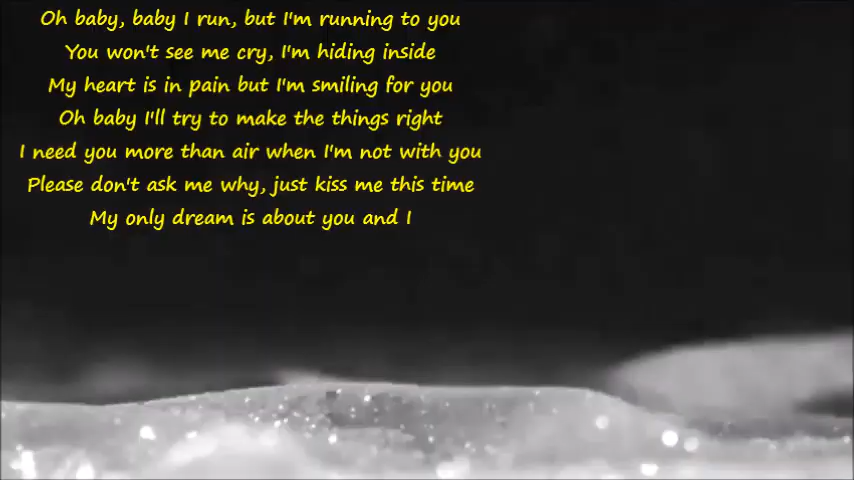 Oh baby, baby I run, but I'm running to you
You won't see me cry, I'm hiding inside
My heart is in pain but I'm smiling for you
Oh baby I'll try to make the things right
I need you more than air when I'm not with you
Please don't ask me why, just kiss me this time
My only dream is about you and I